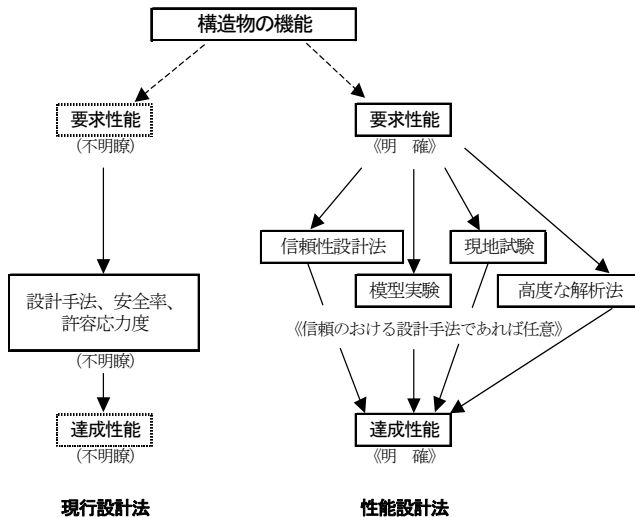 構造物の機能
要求性能
(不明瞭)
設計手法、安全率、
許容応力度
(不明瞭)
達成性能
(不明瞭)
現行設計法
要求性能
《明　確》
信頼性設計法
現地試験
模型実験
高度な解析法
《信頼のおける設計手法であれば任意》
達成性能
《明　確》
性能設計法